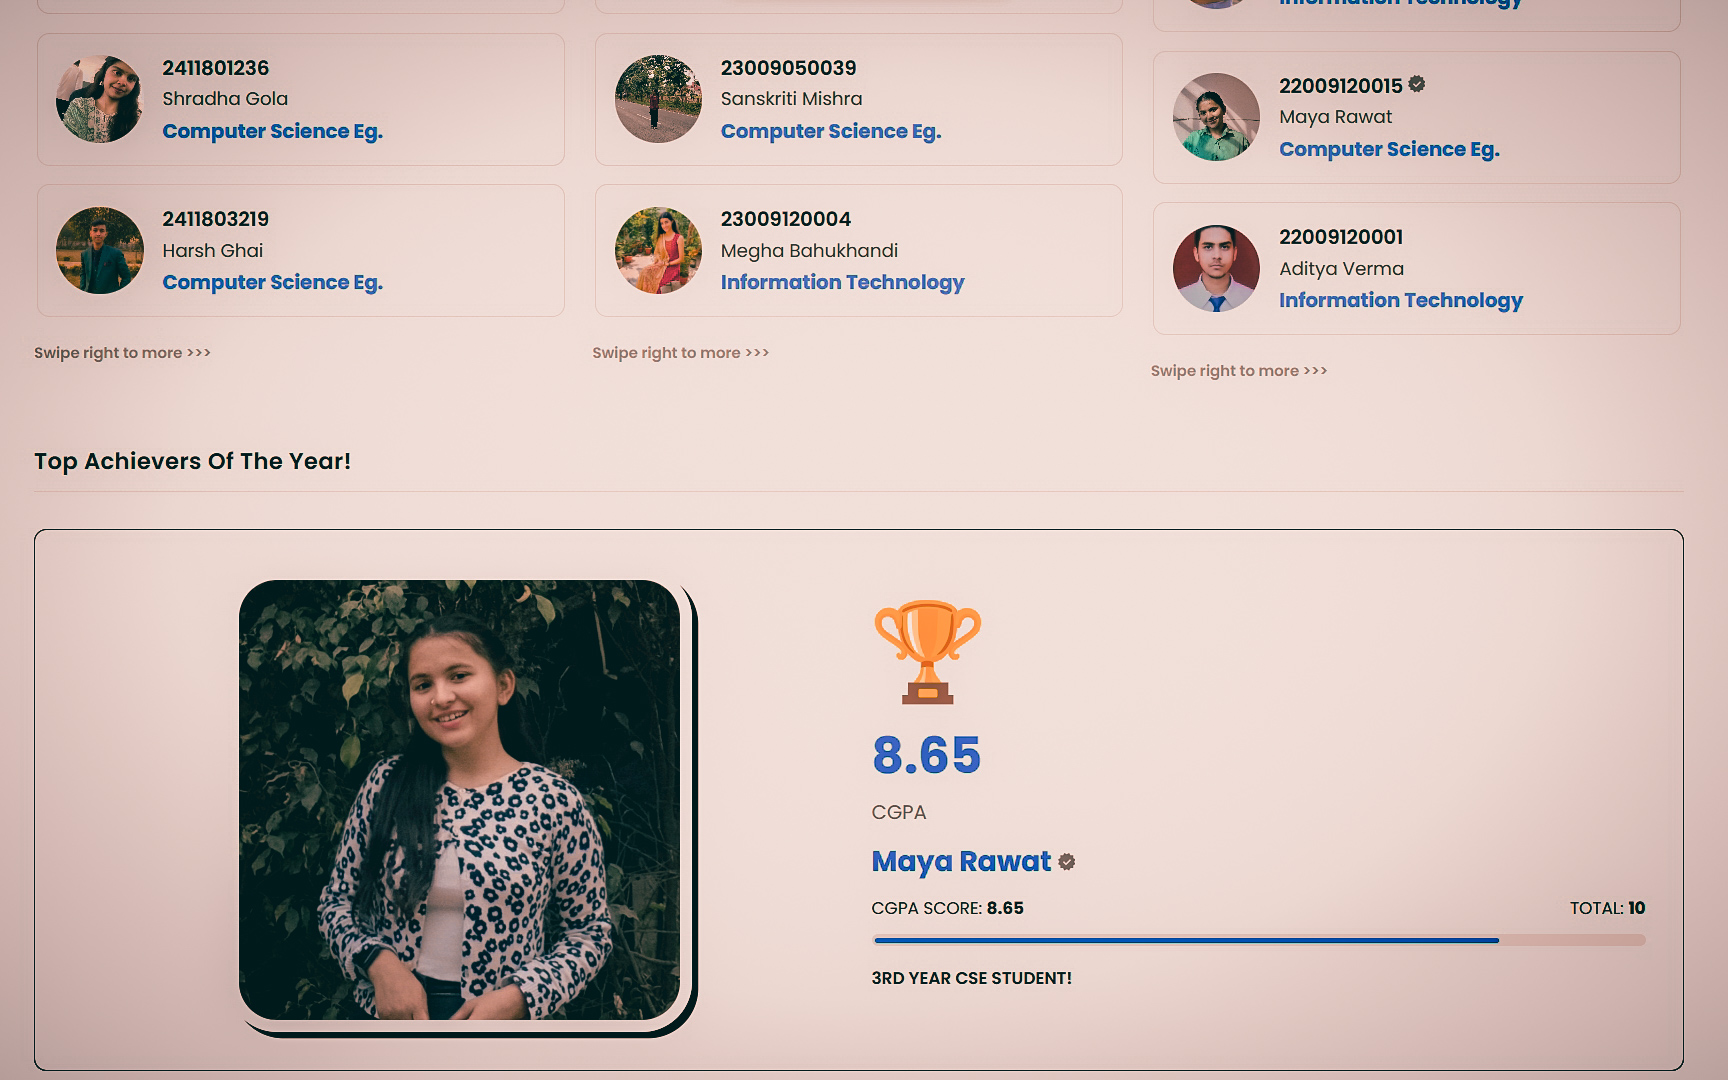 Information Technology
2411801236
Shradha Gola
Computer Science Eg.
2411803219
Harsh Ghai
Computer Science Eg.
Swipe right to more >>>
23009050039
Sanskriti Mishra
Computer Science Eg.
23009120004
Megha Bahukhandi
Information Technology
Swipe right to more >>>
22009120015
Maya Rawat
Computer Science Eg.
22009120001
Aditya Verma
Information Technology
Swipe right to more >>>
Top Achievers Of The Year!
8.65
CGPA
Maya Rawat
CGPA SCORE: 8.65
TOTAL: 10
3RD YEAR CSE STUDENT!